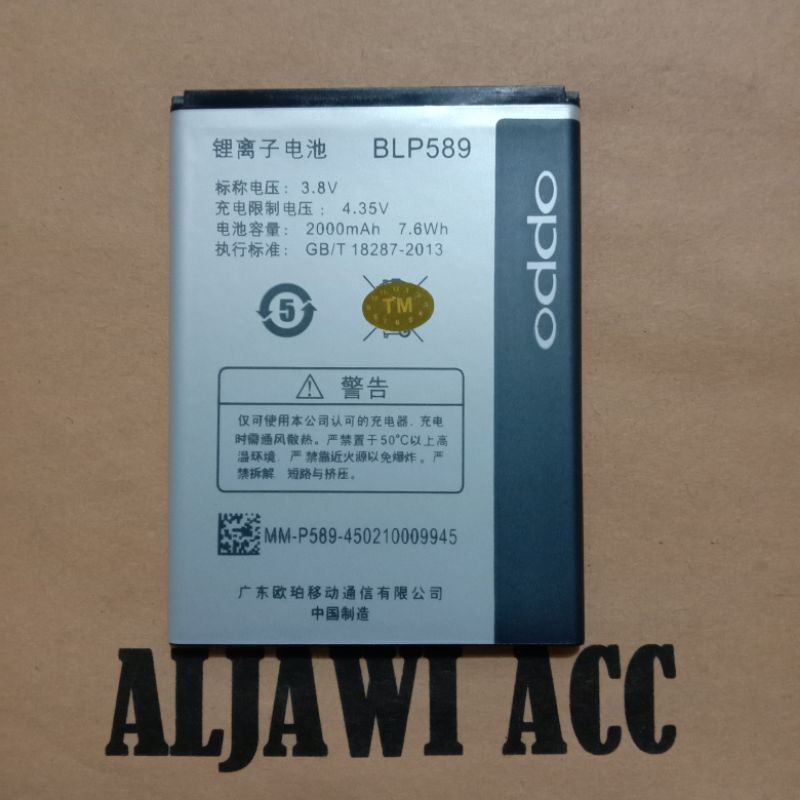 锂离子电池 BLP589
标称电压: 3.8V
充电限制电压: 4.35V
电池容量: 2000mAh 7.6Wh
执行标准: GB/T 18287-2013
oppo
5
TM
警告
仅可使用本公司认可的充电器，充电
时需通风散热。严禁置于50°C以上高
温环境，严禁靠近火源以免爆炸。严
禁拆解、短路与挤压。
MM-P589-450210009945
广东欧珀移动通信有限公司
中国制造
ALJAWI ACC